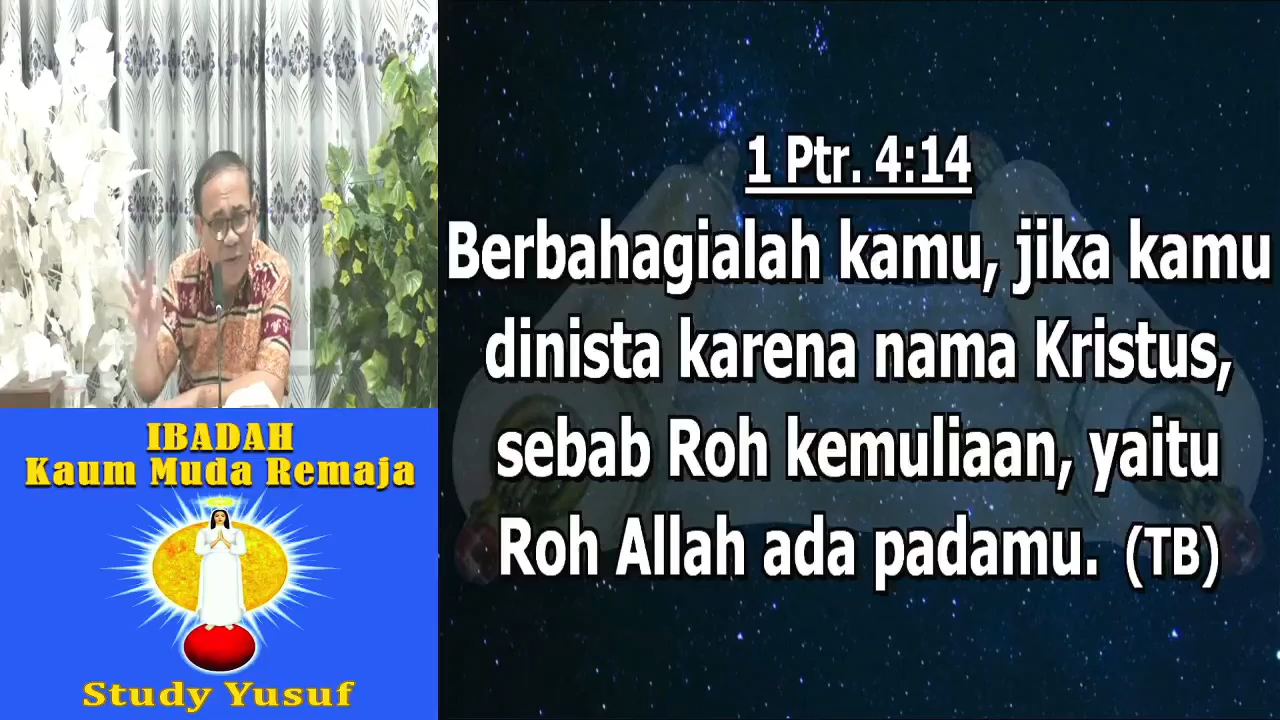 1 Ptr. 4:14
Berbahagialah kamu, jika kamu
dinista karena nama Kristus,
sebab Roh kemuliaan, yaitu
Roh Allah ada padamu. (TB)
IBADAH
Kaum Muda Remaja
Study Yusuf